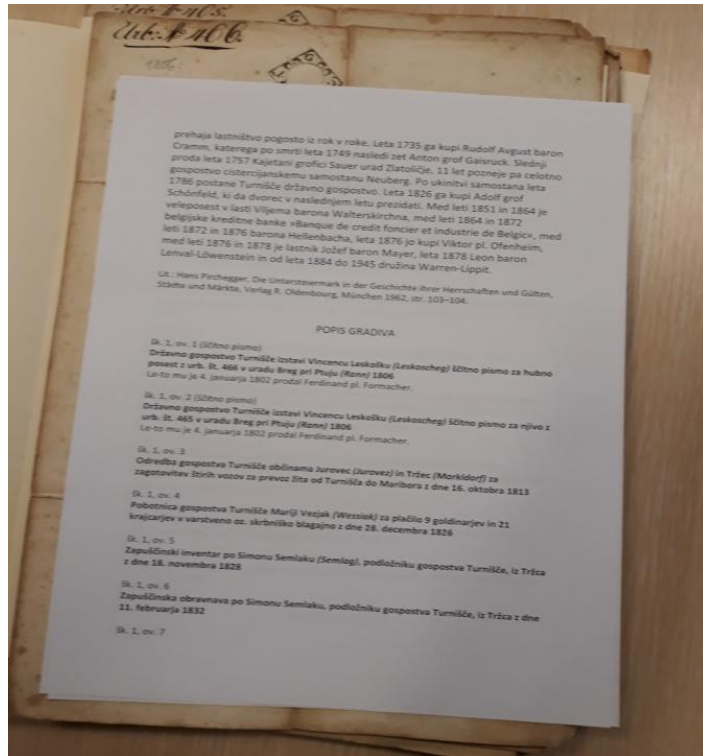 Urb: № 465.
Urb: № 466.
1806.
prehaja lastništvo pogosto iz rok v roke. Leta 1735 ga kupi Rudolf Avgust baron
Cramm, katerega po smrti leta 1749 nasledi zet Anton grof Gaisruck. Slednji
proda leta 1757 Kajetani grofici Sauer urad Zlatoličje, 11 let pozneje pa celotno
gospostvo cistercijanskemu samostanu Neuberg. Po ukinitvi samostana leta
1786 postane Turnišče državno gospostvo. Leta 1826 ga kupi Adolf grof
Schönfeld, ki da dvorec v naslednjem letu prezidati. Med leti 1851 in 1864 je
veleposest v lasti Viljema barona Walterskirchna, med leti 1864 in 1872
belgijske kreditne banke »Banque de credit foncier et industrie de Belgic«, med
leti 1872 in 1876 barona Hellenbacha, leta 1876 jo kupi Viktor pl. Ofenheim,
med leti 1876 in 1878 je lastnik Jožef baron Mayer, leta 1878 Leon baron
Lenval-Löwenstein in od leta 1884 do 1945 družina Warren-Lippit.
Lit.: Hans Pirchegger, Die Untersteiermark in der Geschichte ihrer Herrschaften und Gülten,
Städte und Märkte, Verlag R. Oldenbourg, München 1962, str. 103–104.
POPIS GRADIVA
šk. 1, ov. 1 (ščitno pismo)
Državno gospostvo Turnišče izstavi Vincencu Leskošku (Leskoscheg) ščitno pismo za hubno
posest z urb. št. 466 v uradu Breg pri Ptuju (Rann) 1806
Le-to mu je 4. januarja 1802 prodal Ferdinand pl. Formacher.
šk. 1, ov. 2 (ščitno pismo)
Državno gospostvo Turnišče izstavi Vincencu Leskošku (Leskoscheg) ščitno pismo za njivo z
urb. št. 465 v uradu Breg pri Ptuju (Rann) 1806
Le-to mu je 4. januarja 1802 prodal Ferdinand pl. Formacher.
šk. 1, ov. 3
Odredba gospostva Turnišče občinama Jurovec (Jurovez) in Tržec (Markldorf) za
zagotovitev štirih vozov za prevoz žita od Turnišča do Maribora z dne 16. oktobra 1813
šk. 1, ov. 4
Pobotnica gospostva Turnišče Mariji Vezjak (Wessiak) za plačilo 9 goldinarjev in 21
krajcarjev v varstveno oz. skrbniško blagajno z dne 28. decembra 1826
šk. 1, ov. 5
Zapuščinski inventar po Simonu Semlaku (Semlag), podložniku gospostva Turnišče, iz Tržca
z dne 18. novembra 1828
šk. 1, ov. 6
Zapuščinska obravnava po Simonu Semlaku, podložniku gospostva Turnišče, iz Tržca z dne
11. februarja 1832
šk. 1, ov. 7